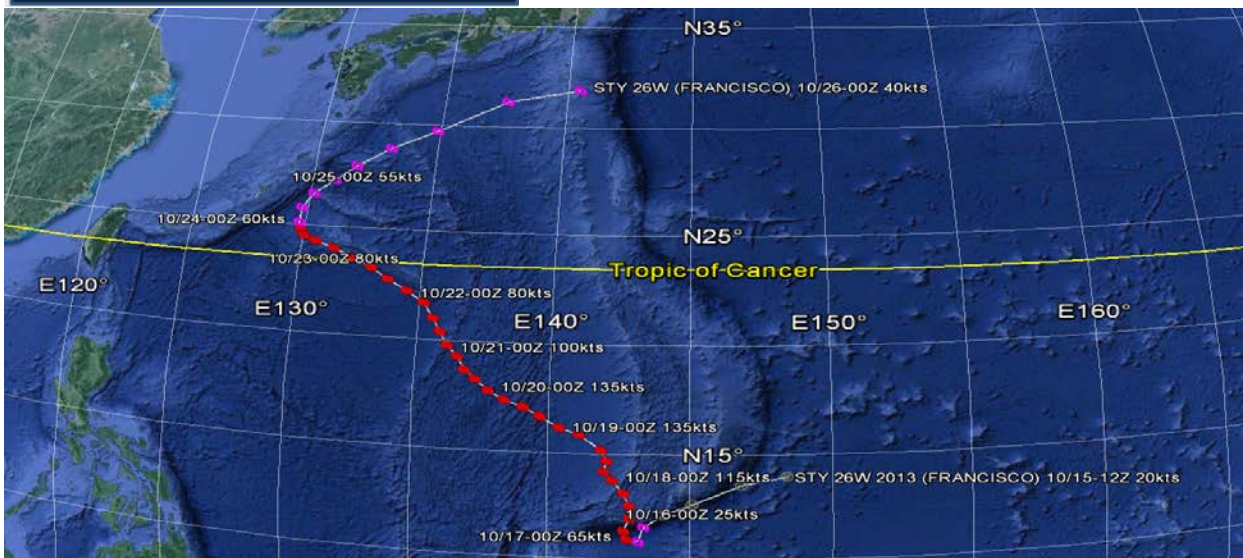 N35°
STY 26W (FRANCISCO) 10/26-00Z 40kts
10/25-00Z 55kts
10/24-00Z 60kts
N25°
10/23-00Z 80kts
Tropic of Cancer
E120°
10/22-00Z 80kts
E130°
E140°
E150°
E160°
10/21-00Z 100kts
10/20-00Z 135kts
10/19-00Z 135kts
N15°
10/18-00Z 115kts
STY 26W 2013 (FRANCISCO) 10/15-12Z 20kts
10/16-00Z 25kts
10/17-00Z 65kts